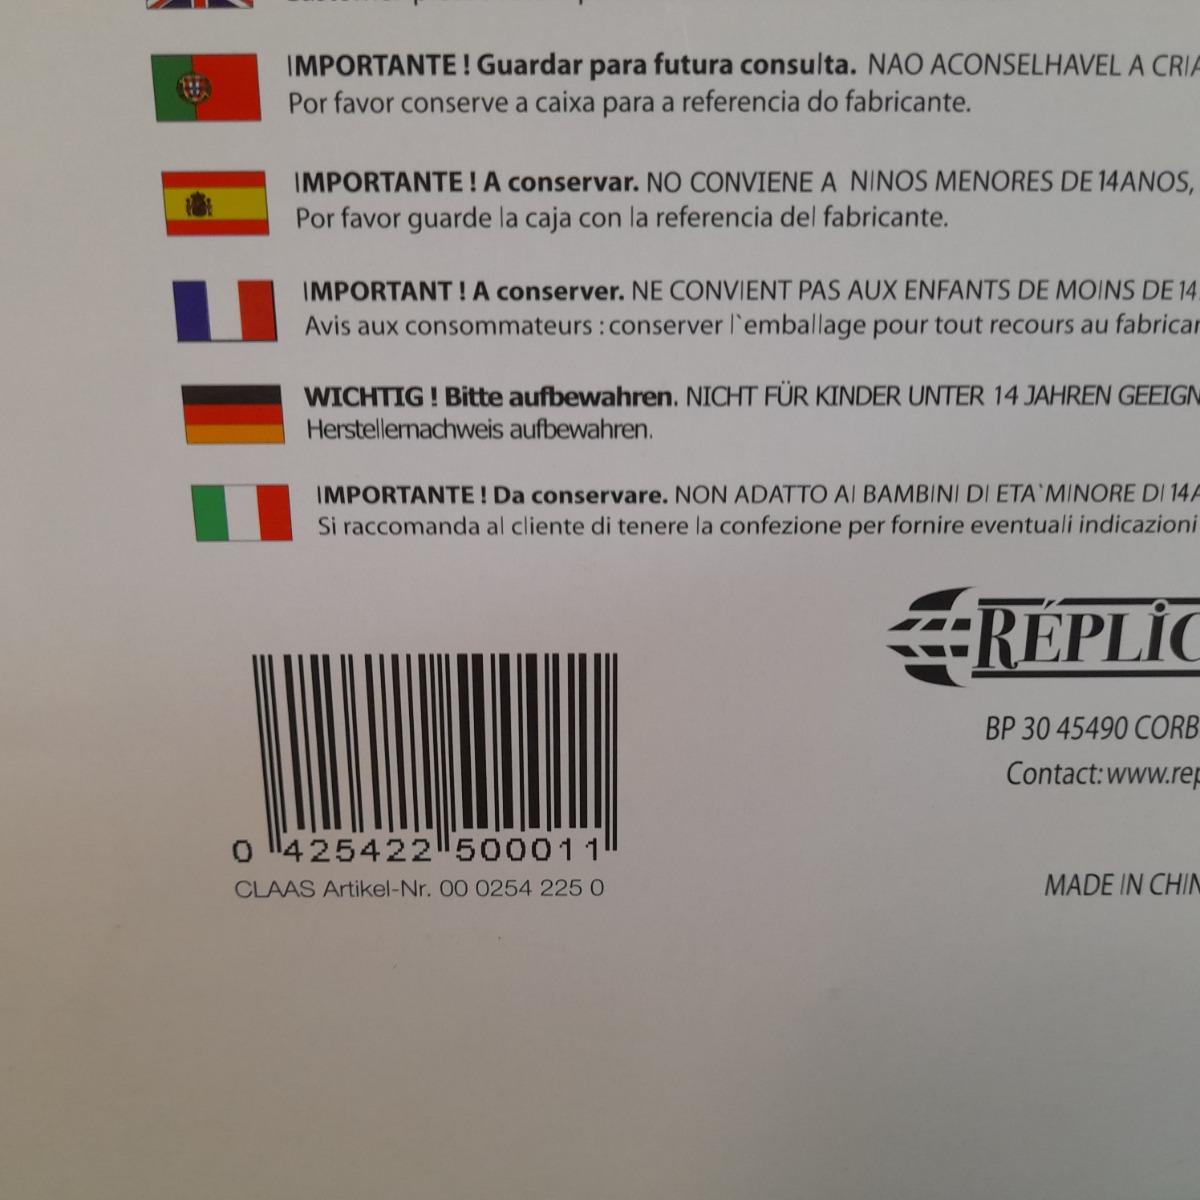 IMPORTANTE ! Guardar para futura consulta. NAO ACONSELHAVEL A
Por favor conserve a caixa para a referencia do fabricante.
IMPORTANTE ! A conservar. NO CONVIENE A NINOS MENORES DE 14ANOS,
Por favor guarde la caja con la referencia del fabricante.
IMPORTANT ! A conserver. NE CONVIENT PAS AUX ENFANTS DE MOINS DE 14
Avis aux consommateurs : conserver l`emballage pour tout recours au
WICHTIG ! Bitte aufbewahren. NICHT FÜR KINDER UNTER 14 JAHREN
Herstellernachweis aufbewahren.
IMPORTANTE ! Da conservare. NON ADATTO AI BAMBINI DI ETA`MINORE DI 14A
Si raccomanda al cliente di tenere la confezione per fornire eventuali indicazioni
RÉPLIC
BP 30 45490 CORB
Contact: www.rep
0 425422 500011
CLAAS Artikel-Nr. 00 0254 225 0
MADE IN CHIN